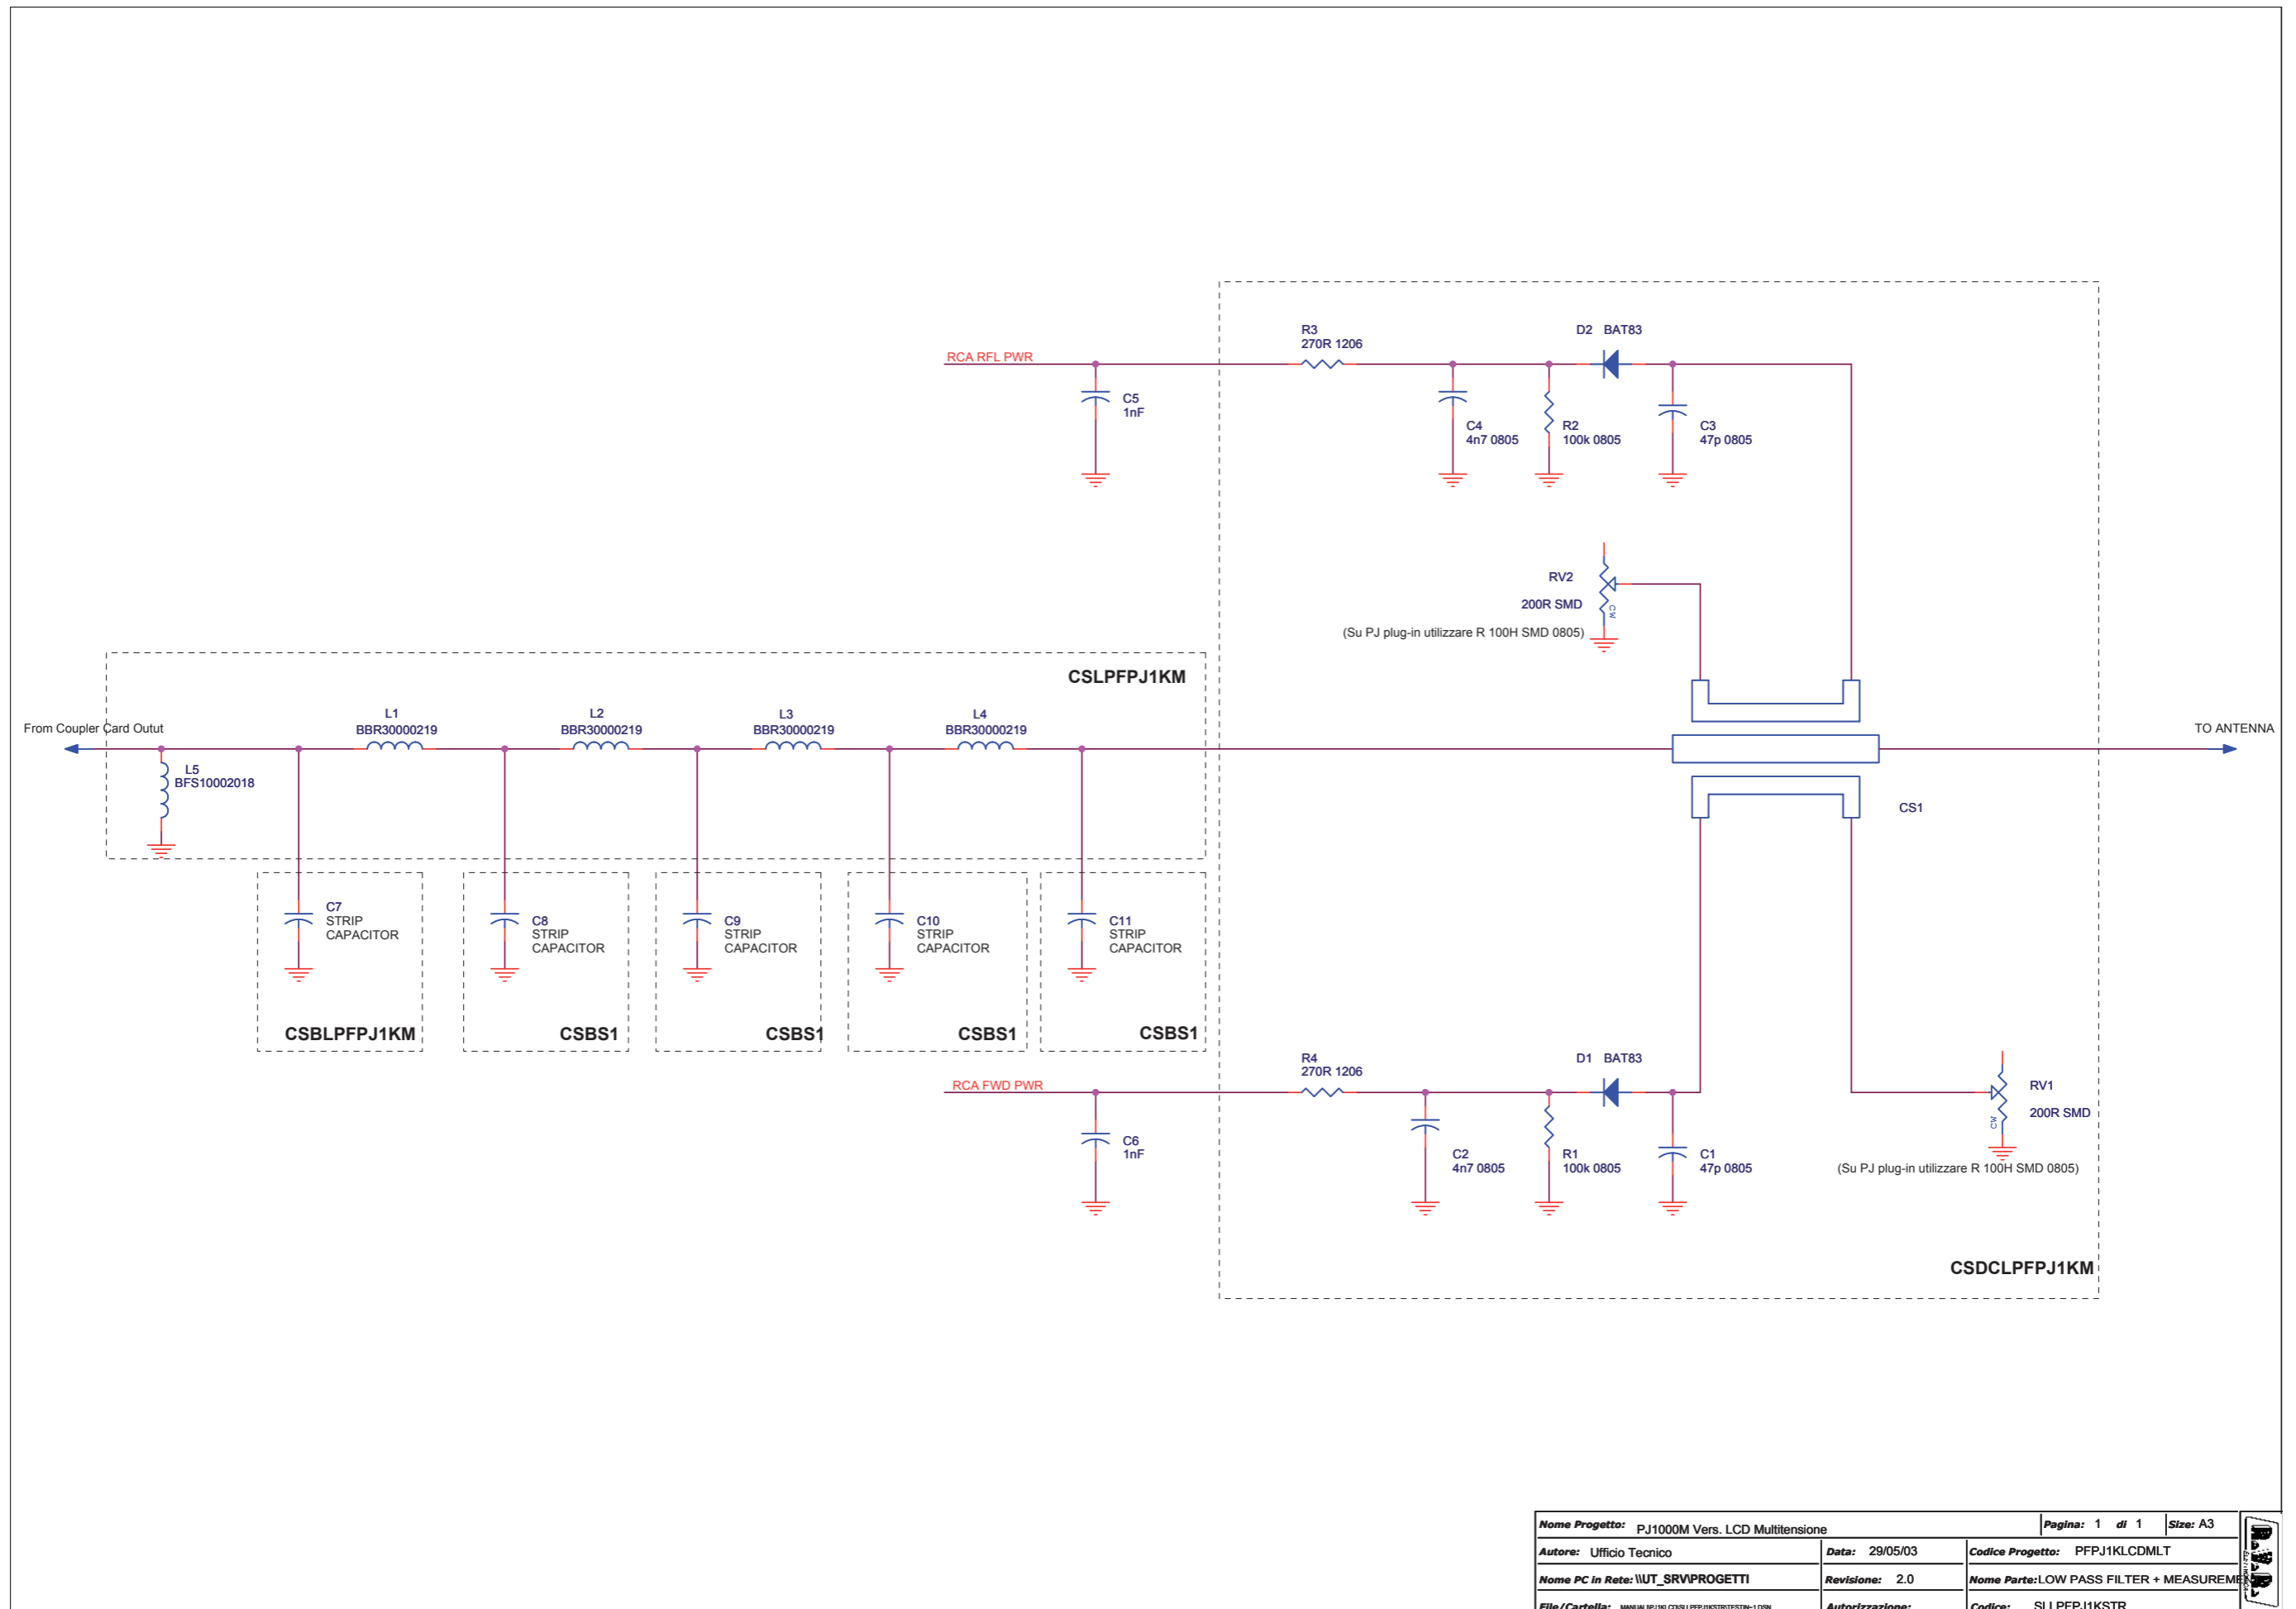 R3
270R 1206
D2 BAT83
RCA RFL PWR
C5
1nF
C4
4n7 0805
R2
100k 0805
C3
47p 0805
RV2
200R SMD
CW
(Su PJ plug-in utilizzare R 100H SMD 0805)
CSLPFPJ1KM
From Coupler Card Outut
L1
BBR30000219
L2
BBR30000219
L3
BBR30000219
L4
BBR30000219
TO ANTENNA
L5
BFS10002018
CS1
C7
STRIP
CAPACITOR
C8
STRIP
CAPACITOR
C9
STRIP
CAPACITOR
C10
STRIP
CAPACITOR
C11
STRIP
CAPACITOR
CSBLPFPJ1KM
CSBS1
CSBS1
CSBS1
CSBS1
R4
270R 1206
D1 BAT83
RCA FWD PWR
RV1
200R SMD
CW
C6
1nF
C2
4n7 0805
R1
100k 0805
C1
47p 0805
(Su PJ plug-in utilizzare R 100H SMD 0805)
CSDCLPFPJ1KM
Nome Progetto: PJ1000M Vers. LCD Multitensione
Pagina: 1 di 1
Size: A3
Autore: Ufficio Tecnico
Data: 29/05/03
Codice Progetto: PFPJ1KLCDMLT
Nome PC in Rete: \\UT_SRV\PROGETTI
Revisione: 2.0
Nome Parte: LOW PASS FILTER + MEASUREME
File/Cartella:
Autorizzazione:
Codice: SLLPFPJ1KSTR
R.V.R.